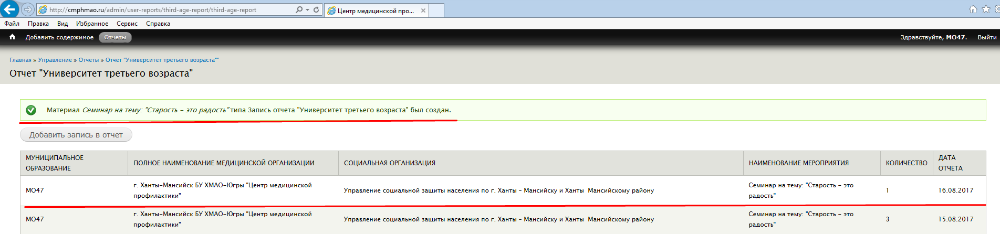 http://cmphmao.ru/admin/user-reports/third-age-report/third-age-report
Центр медицинской про...
Файл Правка Вид Избранное Сервис Справка
Добавить содержимое Отчеты Здравствуйте, МО47. Выйти
Главная » Управление » Отчеты » Отчет "Университет третьего возраста""
Отчет "Университет третьего возраста"
Материал Семинар на тему: "Старость – это радость" типа Запись отчета "Университет третьего возраста" был создан.
Добавить запись в отчет
МУНИЦИПАЛЬНОЕ
ОБРАЗОВАНИЕ
ПОЛНОЕ НАИМЕНОВАНИЕ МЕДИЦИНСКОЙ ОРГАНИЗАЦИИ
СОЦИАЛЬНАЯ ОРГАНИЗАЦИЯ
НАИМЕНОВАНИЕ МЕРОПРИЯТИЯ
КОЛИЧЕСТВО
ДАТА
ОТЧЕТА
МО47
г. Ханты-Мансийск БУ ХМАО-Югры "Центр медицинской
профилактики"
Управление социальной защиты населения по г. Ханты - Мансийску и Ханты Мансийскому району
Семинар на тему: "Старость – это
радость"
1
16.08.2017
МО47
г. Ханты-Мансийск БУ ХМАО-Югры "Центр медицинской
профилактики"
Управление социальной защиты населения по г. Ханты - Мансийску и Ханты Мансийскому району
Семинар на тему: "Старость – это
радость"
3
15.08.2017